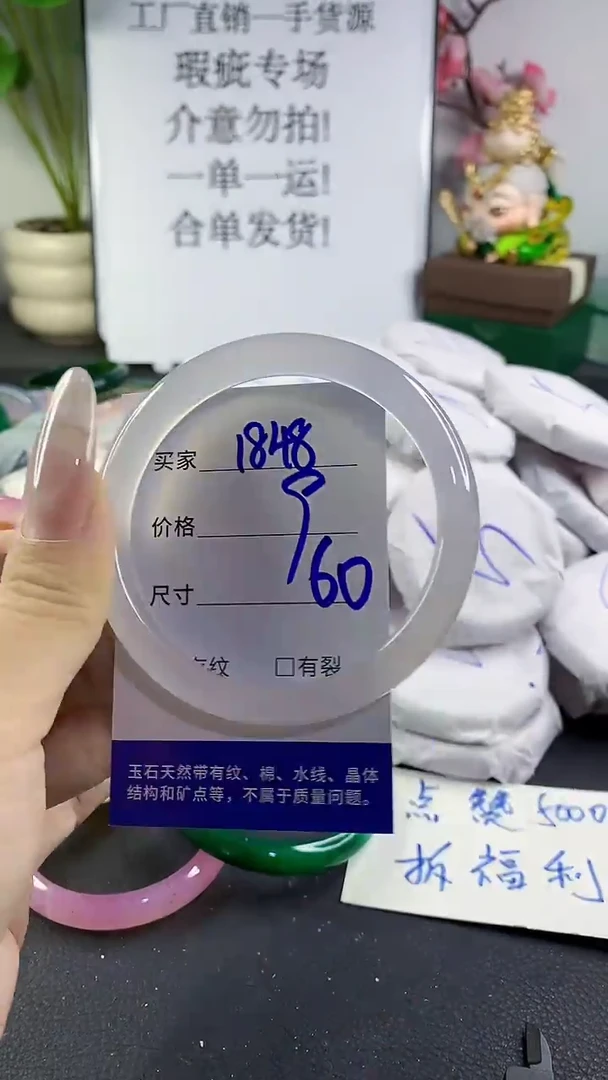 工厂直销一手货源
瑕疵专场
介意勿拍!
一单一运!
合单发货!
买家 1848
价格
尺寸 60
纹 □有裂
玉石天然带有纹、棉、水线、晶体
结构和矿点等，不属于质量问题。
点赞5000
拆福利